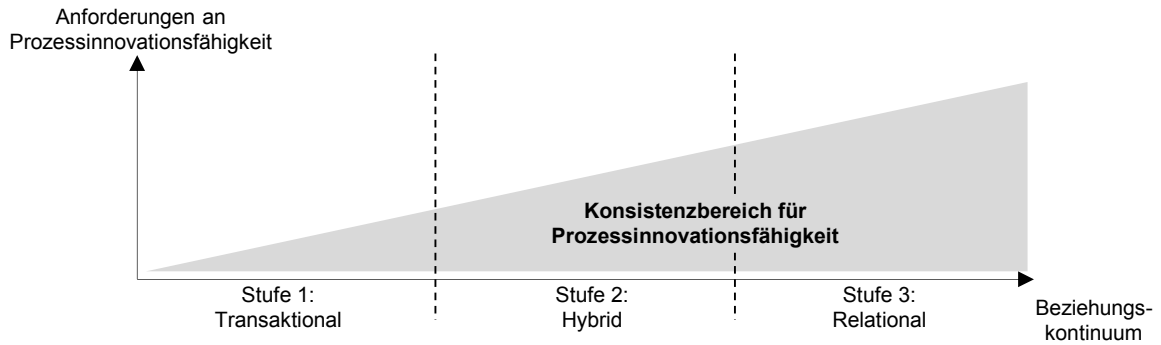 Anforderungen an
Prozessinnovationsfähigkeit
Konsistenzbereich für
Prozessinnovationsfähigkeit
Stufe 1:
Transaktional
Stufe 2:
Hybrid
Stufe 3:
Relational
Beziehungs-
kontinuum